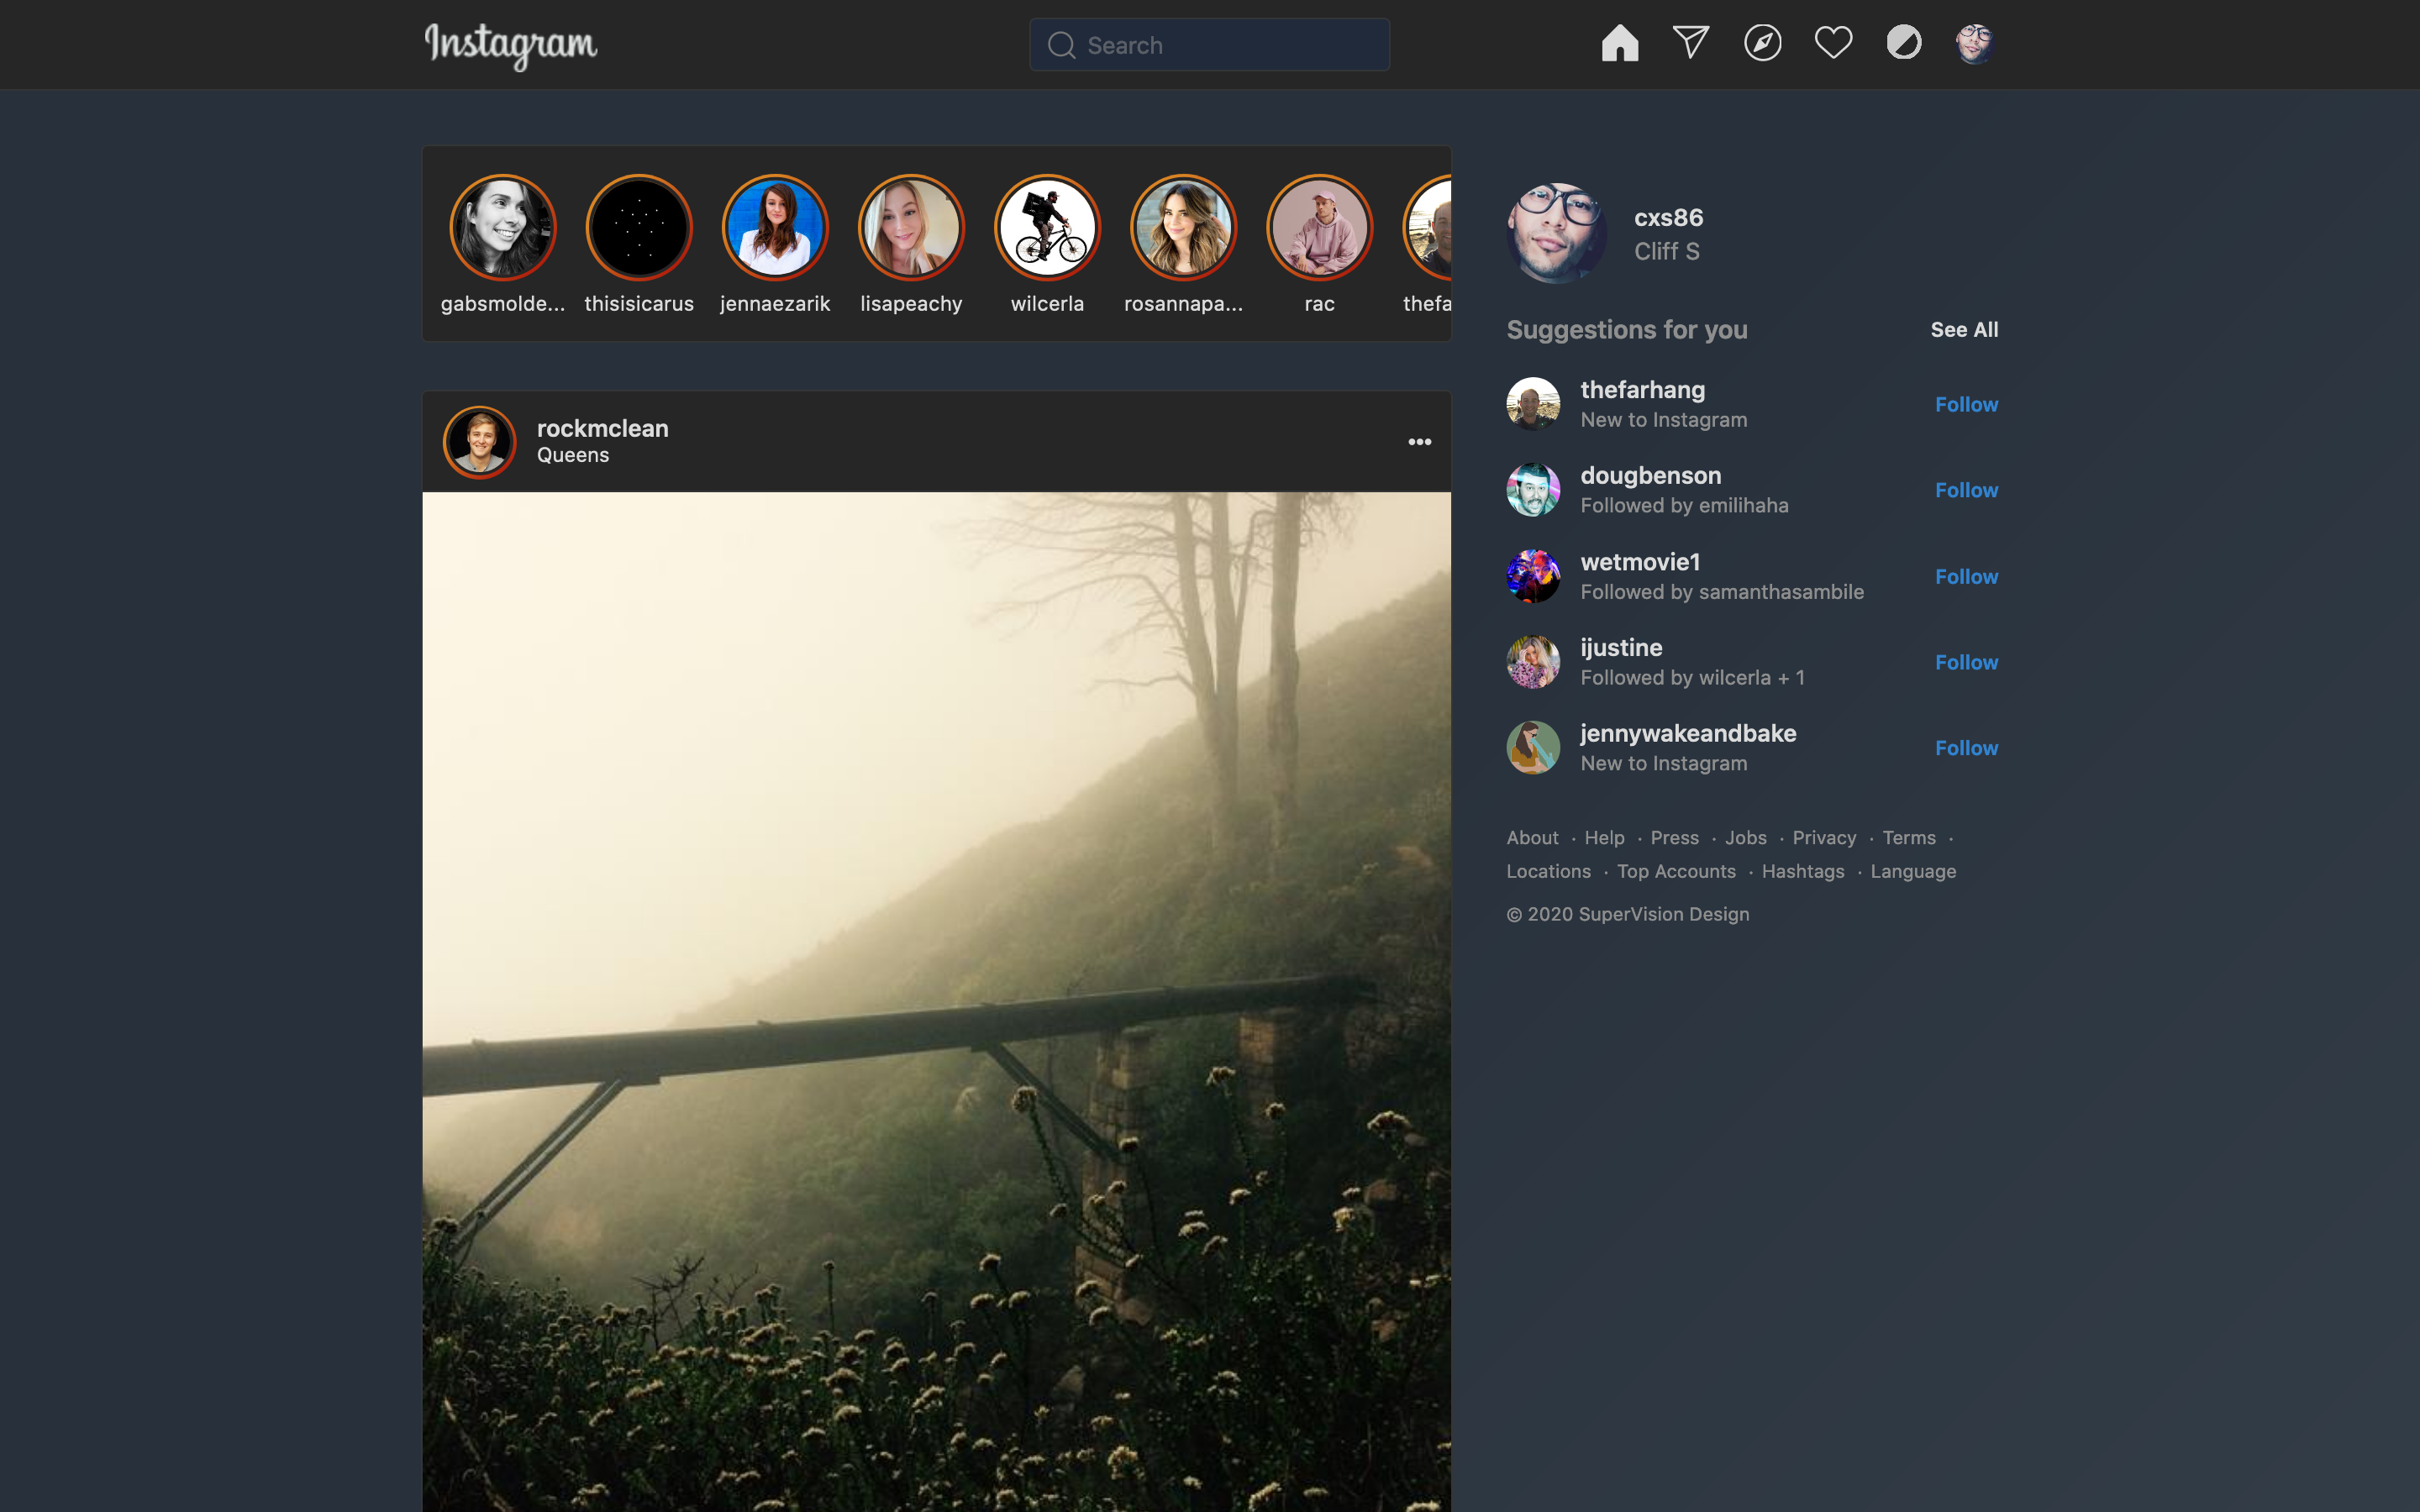 Instagram
Search
gabsmolde...
thisisicarus
jennaezarik
lisapeachy
wilcerla
rosannapa...
rac
thefa
rockmclean
Queens
•••
cxs86
Cliff S
Suggestions for you
See All
thefarhang
New to Instagram
Follow
dougbenson
Followed by emilihaha
Follow
wetmovie1
Followed by samanthasambile
Follow
ijustine
Followed by wilcerla + 1
Follow
jennywakeandbake
New to Instagram
Follow
About · Help · Press · Jobs · Privacy · Terms ·
Locations · Top Accounts · Hashtags · Language
© 2020 SuperVision Design